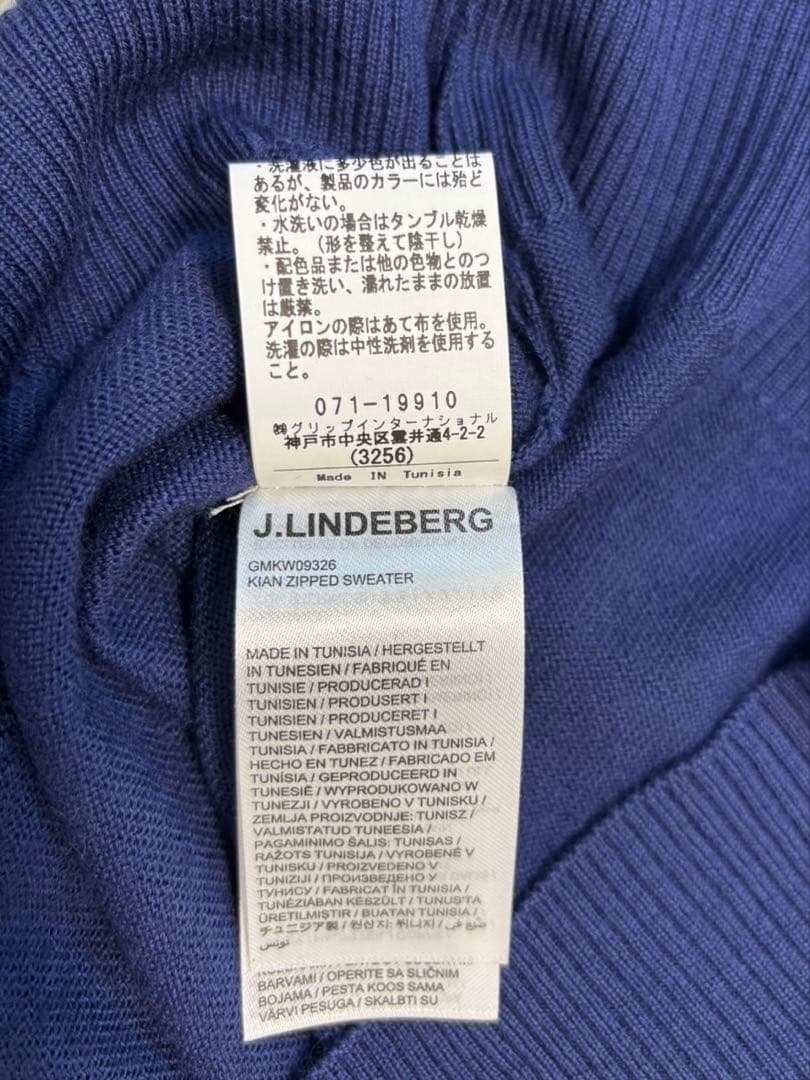 ・洗濯液に多少色が出ることは
あるが、製品のカラーには殆ど
変化がない。
・水洗いの場合はタンブル乾燥
禁止。(形を整えて陰干し)
・配色品または他の色物とのつ
け置き洗い、濡れたままの放置
は厳禁。
アイロンの際はあて布を使用。
洗濯の際は中性洗剤を使用する
こと。
071-19910
㈱グリップインターナショナル
神戸市中央区雲井通4-2-2
(3256)
Made IN Tunisia
J.LINDEBERG
GMKW09326
KIAN ZIPPED SWEATER
MADE IN TUNISIA / HERGESTELLT
IN TUNESIEN / FABRIQUÉ EN
TUNISIE / PRODUCERAD I
TUNISIEN / PRODUSERT I
TUNISIEN / PRODUCERET I
TUNESIEN / VALMISTUSMAA
TUNISIA / FABBRICATO IN TUNISIA /
HECHO EN TUNEZ / FABRICADO EM
TUNÍSIA / GEPRODUCEERD IN
TUNESIË / WYPRODUKOWANO W
TUNEZJI / VYROBENO V TUNISKU /
ZEMLJA PROIZVODNJE: TUNISZ /
VALMISTATUD TUNEESIA /
PAGAMINIMO ŠALIS: TUNISAS /
RAŽOTS TUNISIJA / VYROBENÉ V
TUNISKU / PROIZVEDENO V
TUNIZIJI / ПРОИЗВЕДЕНО У
ТУНИСУ / FABRICAT ÎN TUNISIA /
TUNÉZIÁBAN KÉSZÜLT / TUNUS'TA
ÜRETILMIŞTIR / BUATAN TUNISIA /
チュニジア製 / 원산지: 튀니지 / صنع في
تونس
BARVAMI / OPERITE SA SLIČNIM
BOJAMA / PESTA KOOS SAMA
VÄRVI PESUGA / SKALBTI SU